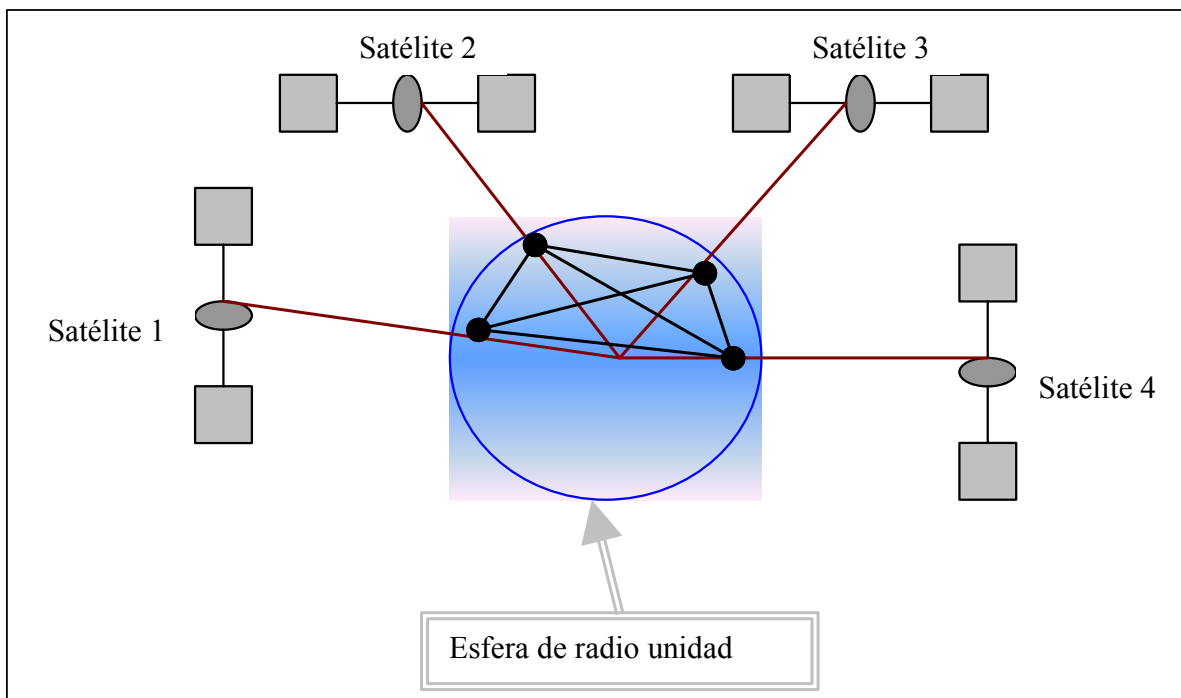 Satélite 2
Satélite 3
Satélite 1
Satélite 4
Esfera de radio unidad